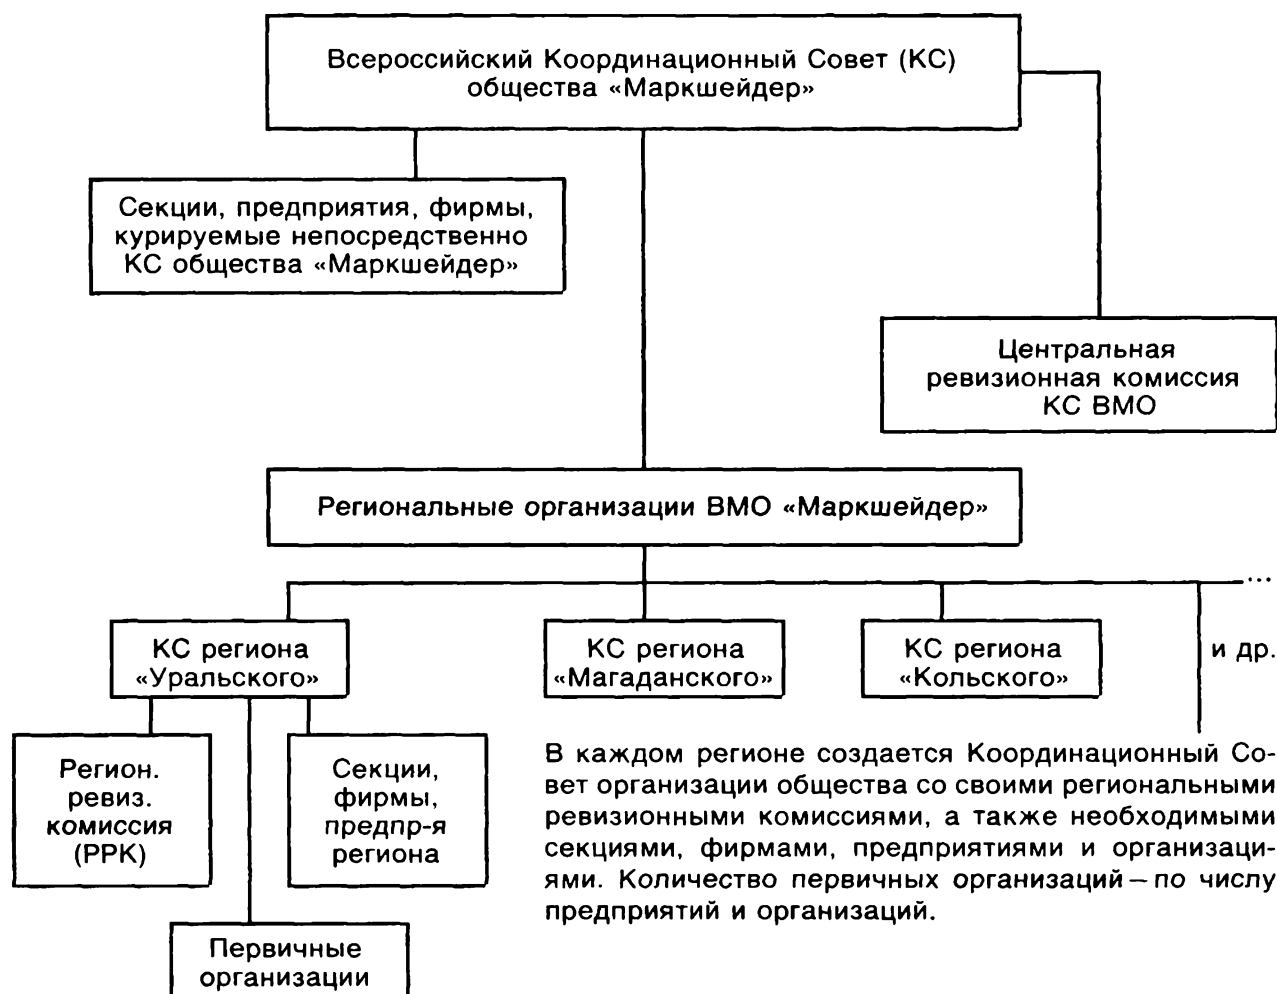 Всероссийский Координационный Совет (КС)
общества «Маркшейдер»
Секции, предприятия, фирмы,
курируемые непосредственно
КС общества «Маркшейдер»
Центральная
ревизионная комиссия
КС ВМО
Региональные организации ВМО «Маркшейдер»
...
КС региона
«Уральского»
КС региона
«Магаданского»
КС региона
«Кольского»
и др.
Регион.
ревиз.
комиссия
(РРК)
Секции,
фирмы,
предпр-я
региона
Первичные
организации
В каждом регионе создается Координационный Со-
вет организации общества со своими региональными
ревизионными комиссиями, а также необходимыми
секциями, фирмами, предприятиями и организаци-
ями. Количество первичных организаций — по числу
предприятий и организаций.